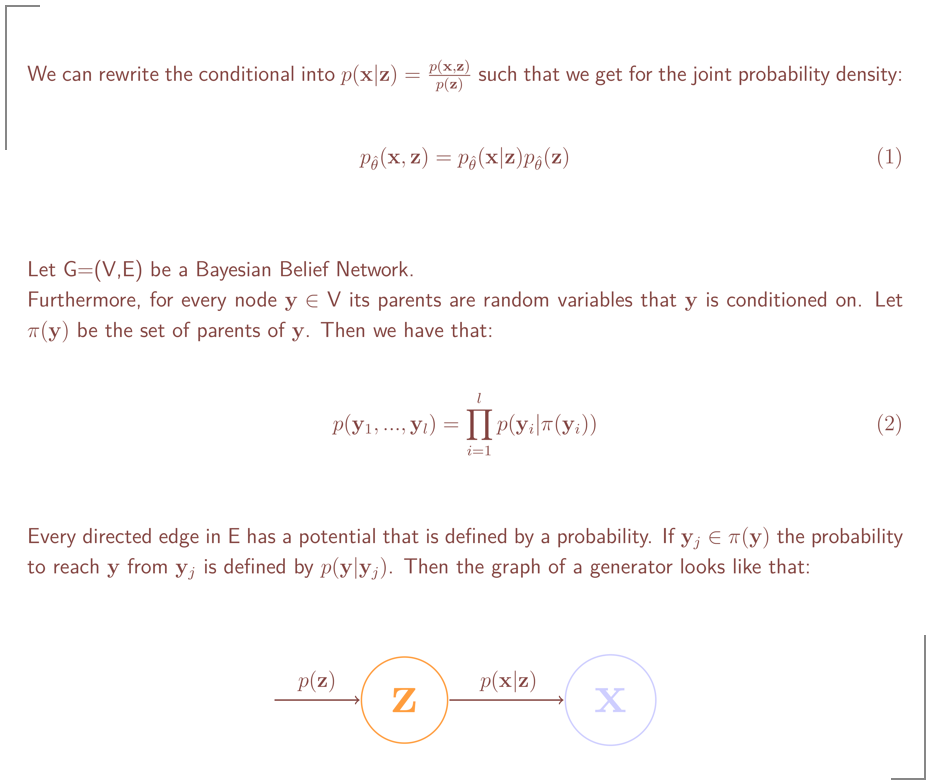 We can rewrite the conditional into $p(\mathbf{x}|\mathbf{z}) = \frac{p(\mathbf{x},\mathbf{z})}{p(\mathbf{z})}$ such that we get for the joint probability density:
$p_{\hat{\theta}}(\mathbf{x}, \mathbf{z}) = p_{\hat{\theta}}(\mathbf{x}|\mathbf{z})p_{\hat{\theta}}(\mathbf{z})$ (1)
Let G=(V,E) be a Bayesian Belief Network.
Furthermore, for every node $\mathbf{y} \in$ V its parents are random variables that $\mathbf{y}$ is conditioned on. Let
$\pi(\mathbf{y})$ be the set of parents of $\mathbf{y}$. Then we have that:
$p(\mathbf{y}_1, ..., \mathbf{y}_l) = \prod_{i=1}^{l} p(\mathbf{y}_i|\pi(\mathbf{y}_i))$ (2)
Every directed edge in E has a potential that is defined by a probability. If $\mathbf{y}_j \in \pi(\mathbf{y})$ the probability
to reach $\mathbf{y}$ from $\mathbf{y}_j$ is defined by $p(\mathbf{y}|\mathbf{y}_j)$. Then the graph of a generator looks like that:
$p(\mathbf{z})$ $\mathbf{z}$ $p(\mathbf{x}|\mathbf{z})$ $\mathbf{x}$